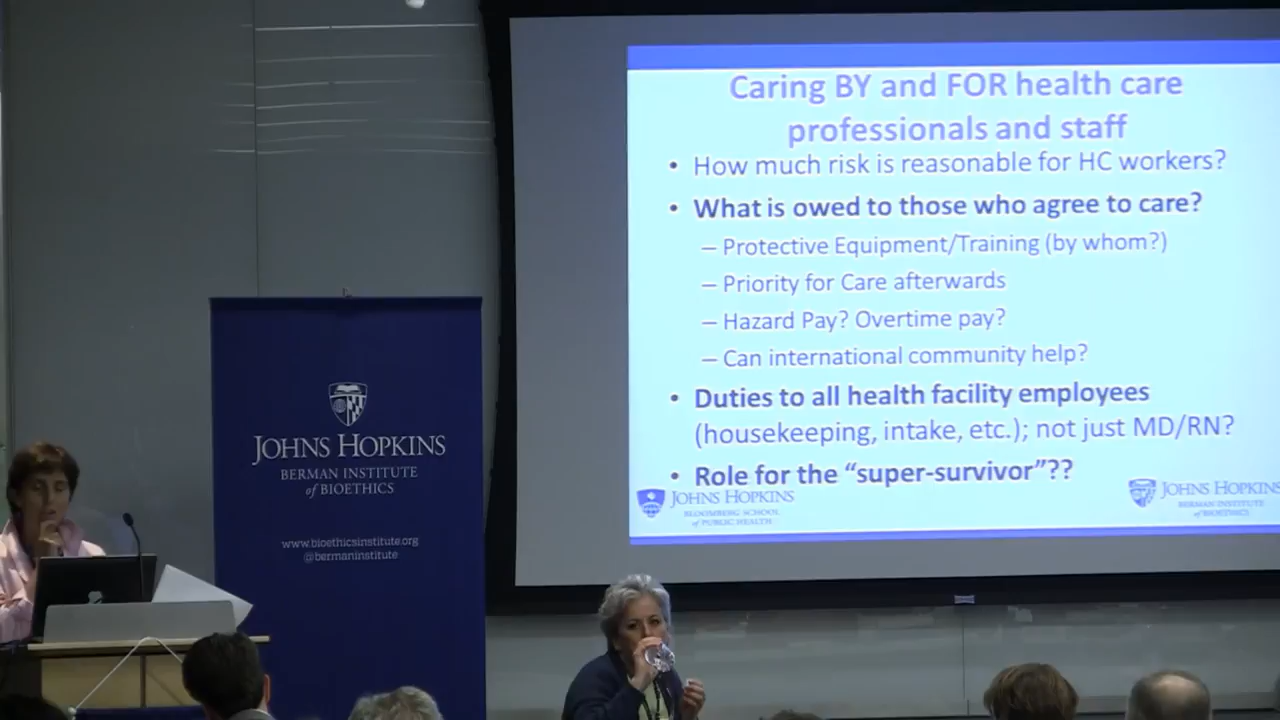 Caring BY and FOR health care
professionals and staff
• How much risk is reasonable for HC workers?
• What is owed to those who agree to care?
– Protective Equipment/Training (by whom?)
– Priority for Care afterwards
– Hazard Pay? Overtime pay?
– Can international community help?
• Duties to all health facility employees
(housekeeping, intake, etc.); not just MD/RN?
• Role for the “super-survivor”??
JOHNS HOPKINS
BLOOMBERG SCHOOL
of PUBLIC HEALTH
JOHNS HOPKINS
BERMAN INSTITUTE
of BIOETHICS
JOHNS HOPKINS
BERMAN INSTITUTE
of BIOETHICS
www.bioethicsinstitute.org
@bermaninstitute